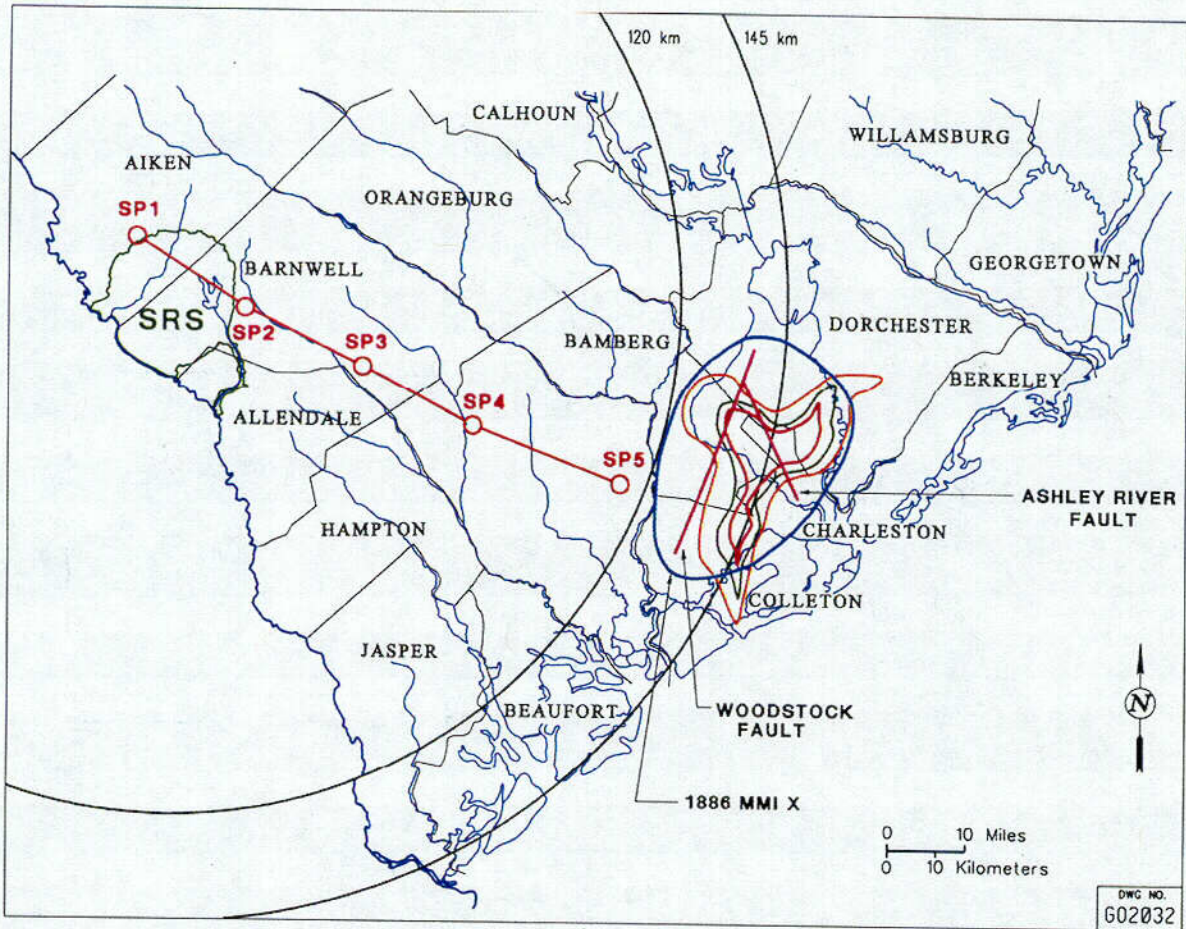 120 km
145 km
CALHOUN
WILLAMSBURG
AIKEN
ORANGEBURG
SP1
GEORGETOWN
BARNWELL
SRS
SP2
SP3
DORCHESTER
BAMBERG
BERKELEY
ALLENDALE
SP4
SP5
ASHLEY RIVER
FAULT
HAMPTON
CHARLESTON
COLLETON
JASPER
BEAUFORT
WOODSTOCK
FAULT
N
1886 MMI X
0 10 Miles
0 10 Kilometers
DWG NO.
G02032